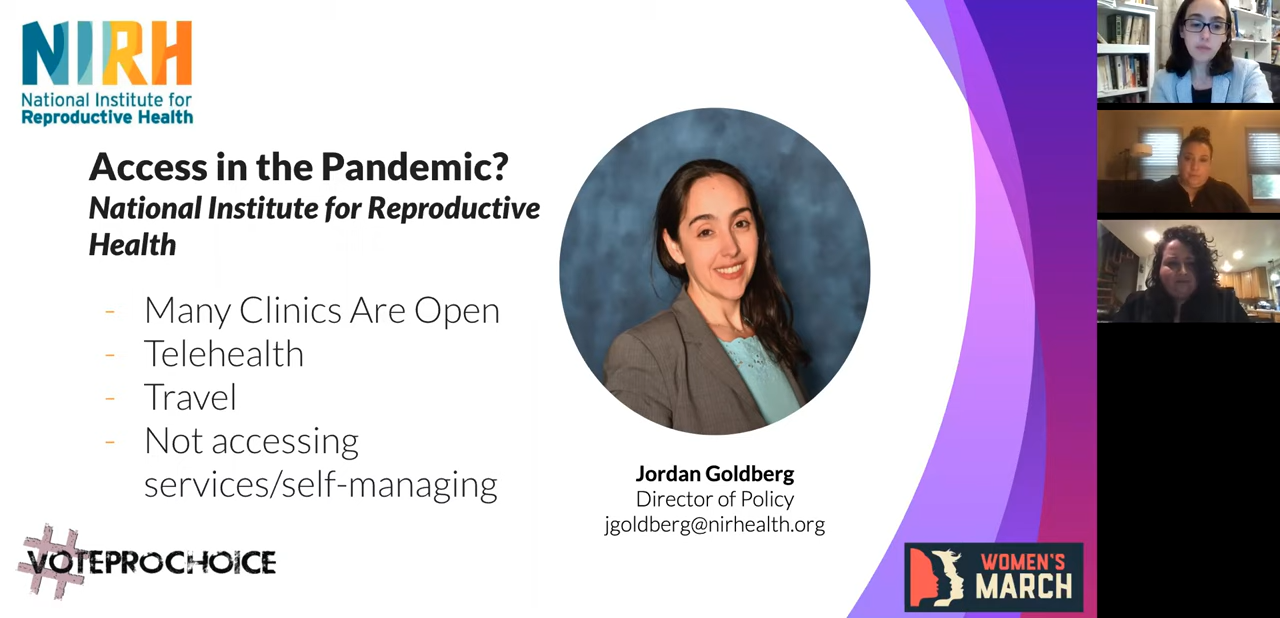 NIRH
National Institute for
Reproductive Health
Access in the Pandemic?
National Institute for Reproductive
Health
- Many Clinics Are Open
- Telehealth
- Travel
- Not accessing
services/self-managing
Jordan Goldberg
Director of Policy
jgoldberg@nirhealth.org
#VOTEPROCHOICE
WOMEN'S
MARCH